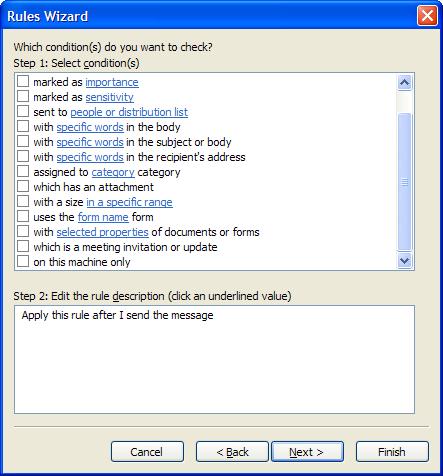 Rules Wizard
Which condition(s) do you want to check?
Step 1: Select condition(s)
marked as importance
marked as sensitivity
sent to people or distribution list
with specific words in the body
with specific words in the subject or body
with specific words in the recipient's address
assigned to category category
which has an attachment
with a size in a specific range
uses the form name form
with selected properties of documents or forms
which is a meeting invitation or update
on this machine only
Step 2: Edit the rule description (click an underlined value)
Apply this rule after I send the message
Cancel < Back Next > Finish